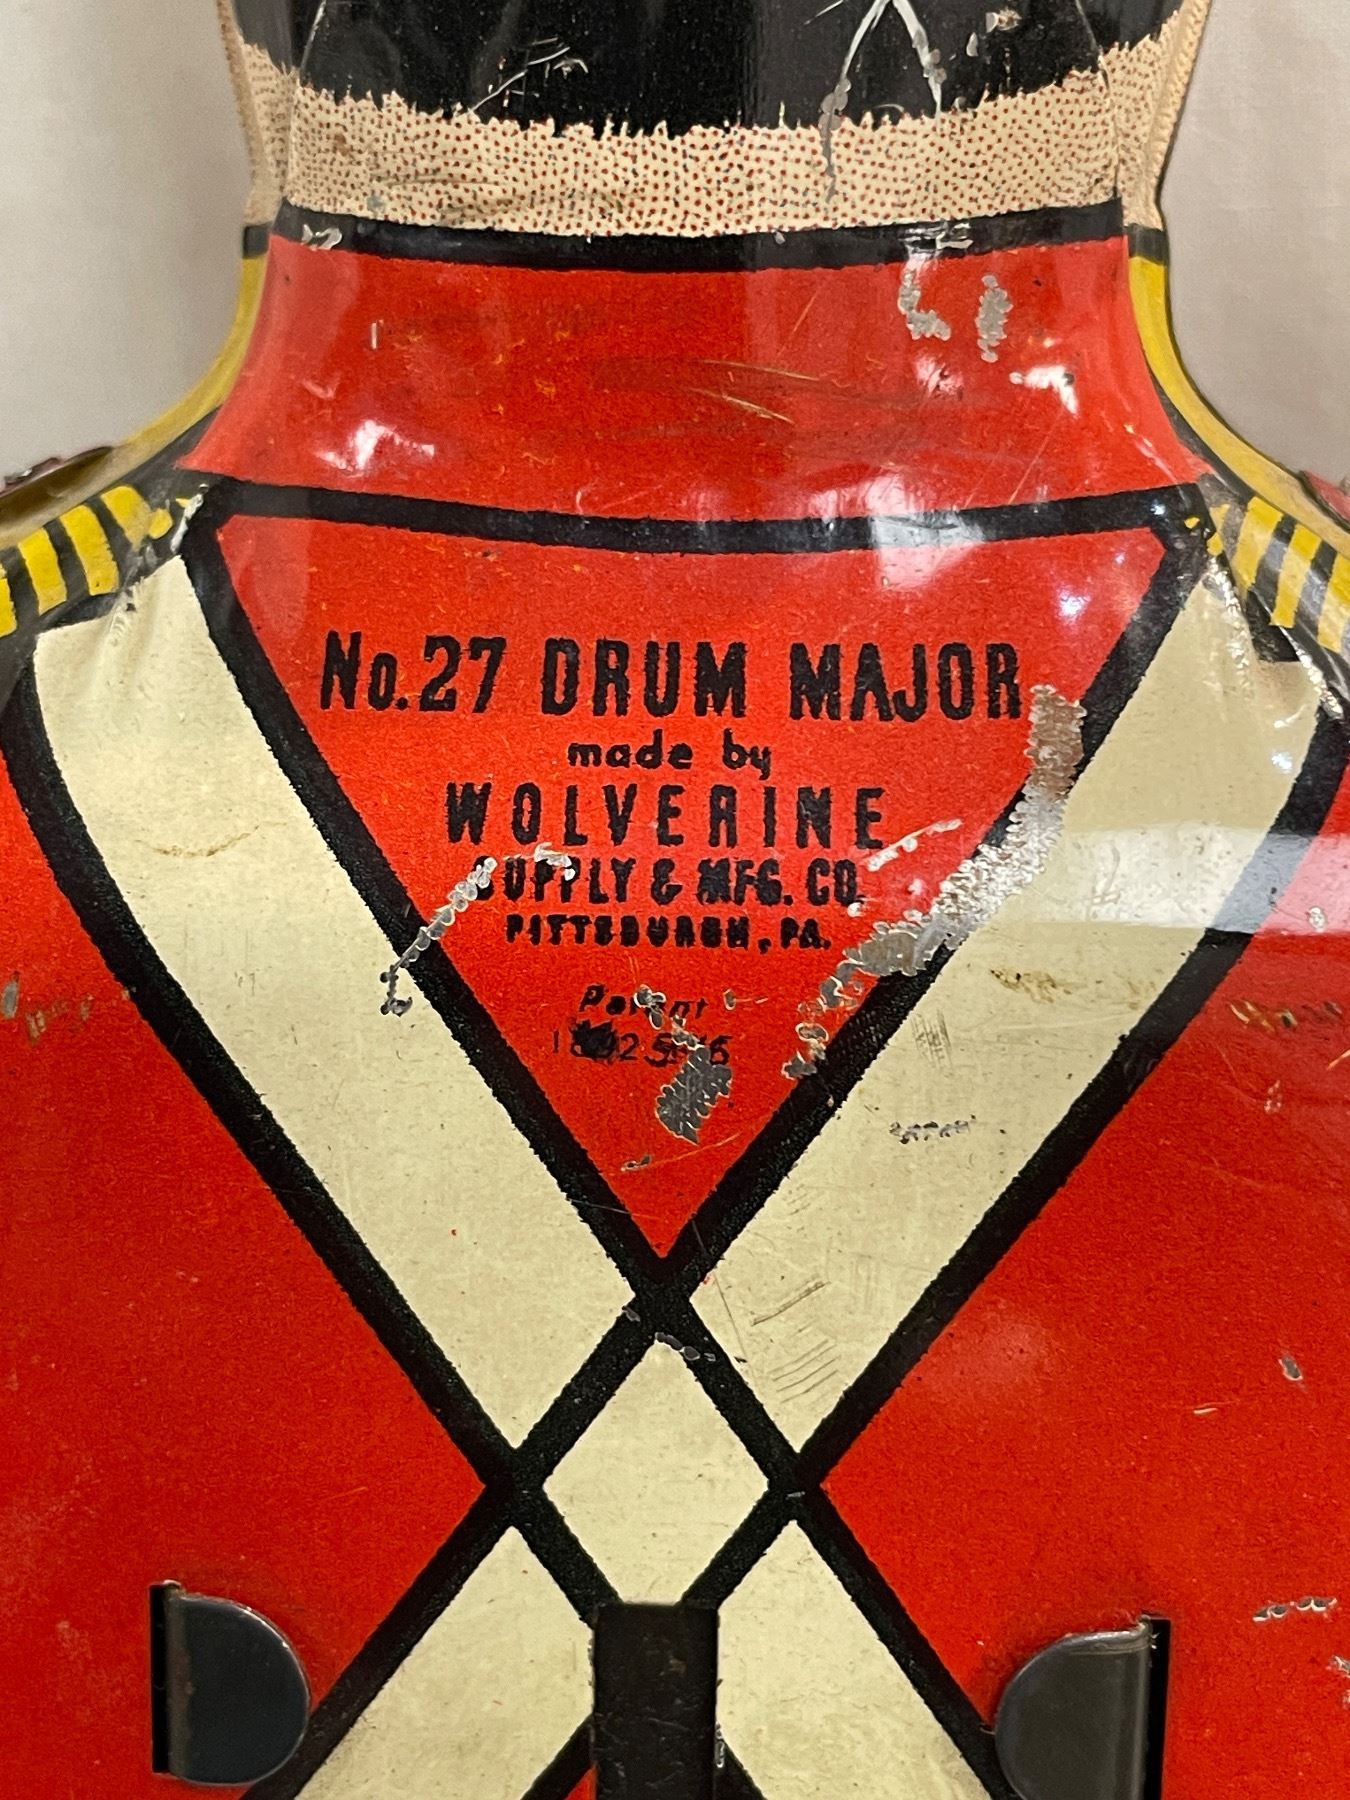 No.27 DRUM MAJOR
made by
WOLVERINE
SUPPLY & MFG. CO.
PITTSBURGH, PA.
Patent